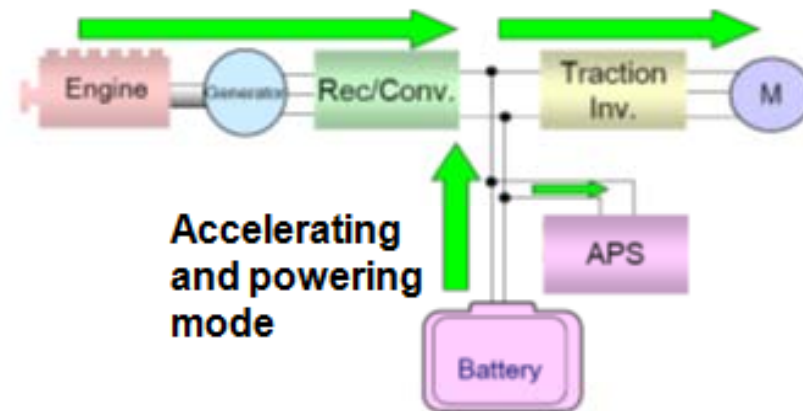 Engine
Generator
Rec/Conv.
Traction
Inv.
M
Accelerating
and powering
mode
APS
Battery